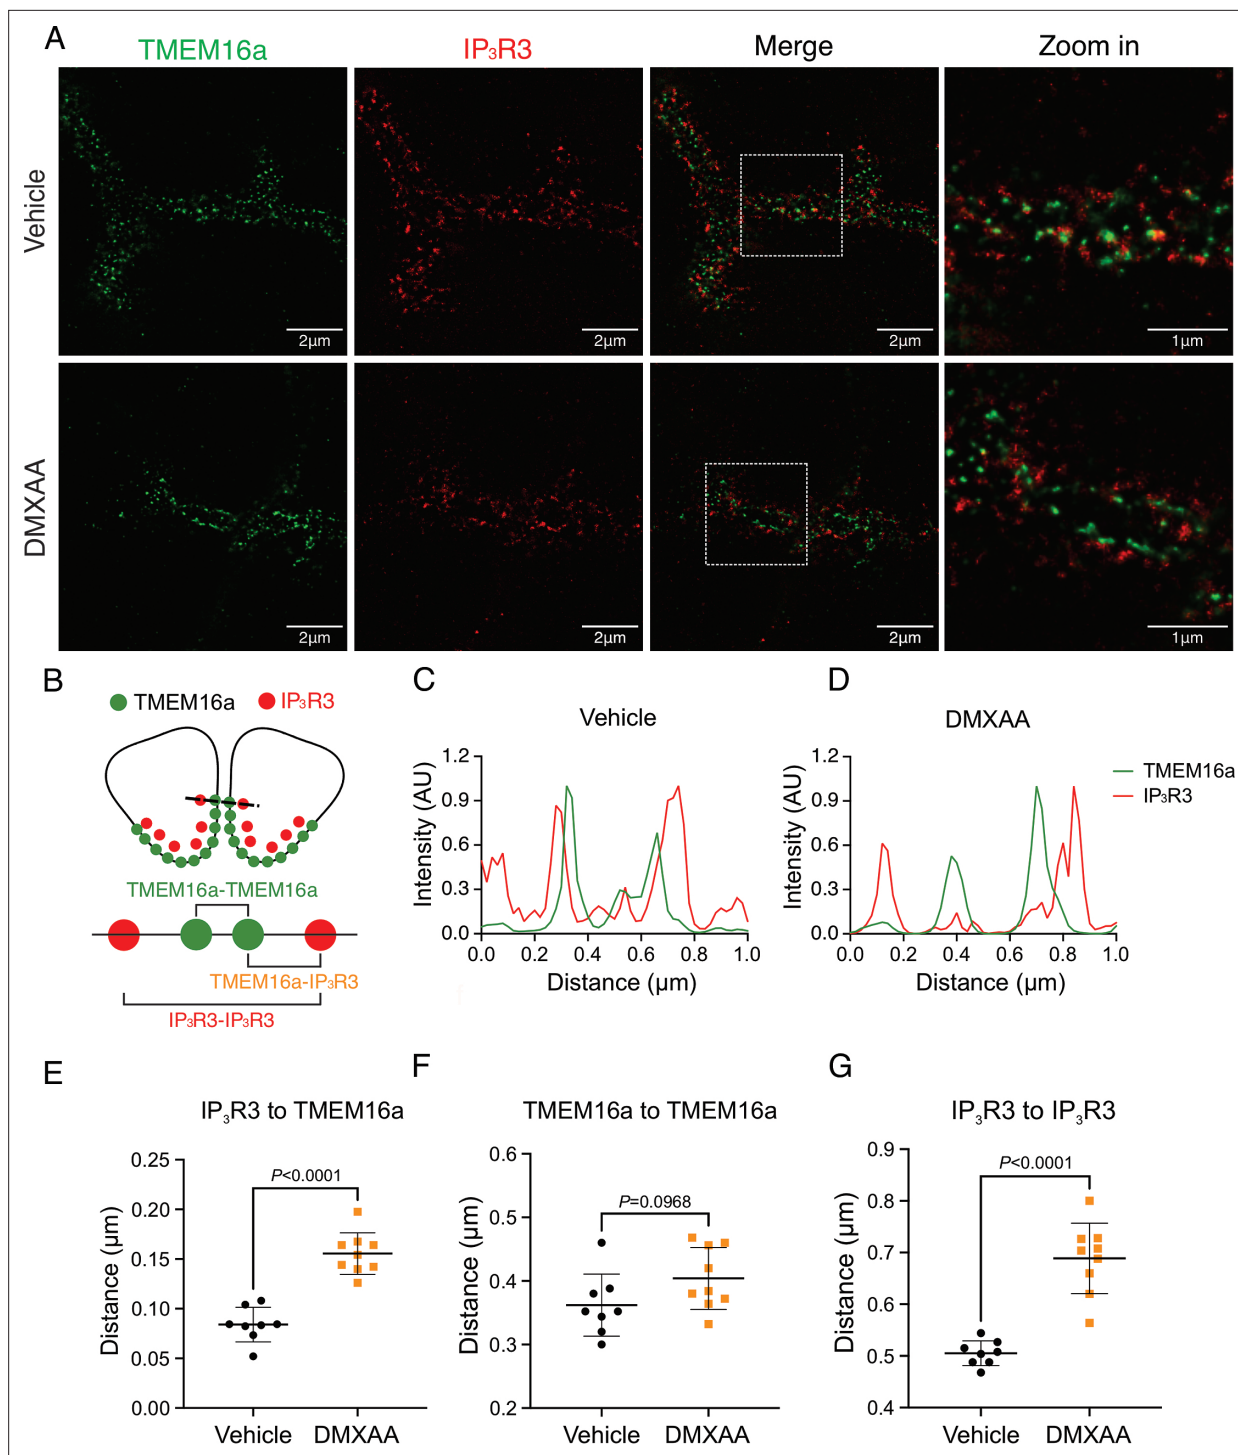 A
TMEM16a
IP₃R3
Merge
Zoom in
Vehicle
2µm
2µm
2µm
1µm
DMXAA
2µm
2µm
2µm
1µm
B
TMEM16a
IP₃R3
TMEM16a-TMEM16a
TMEM16a-IP₃R3
IP₃R3-IP₃R3
C
Vehicle
Intensity (AU)
1.2
0.9
0.6
0.3
0.0
0.0 0.2 0.4 0.6 0.8 1.0
Distance (µm)
D
DMXAA
Intensity (AU)
1.2
0.9
0.6
0.3
0.0
0.0 0.2 0.4 0.6 0.8 1.0
Distance (µm)
TMEM16a
IP₃R3
E
IP₃R3 to TMEM16a
P<0.0001
Distance (µm)
0.25
0.20
0.15
0.10
0.05
0.00
Vehicle DMXAA
F
TMEM16a to TMEM16a
P=0.0968
Distance (µm)
0.6
0.5
0.4
0.3
0.2
Vehicle DMXAA
G
IP₃R3 to IP₃R3
P<0.0001
Distance (µm)
0.9
0.8
0.7
0.6
0.5
0.4
Vehicle DMXAA